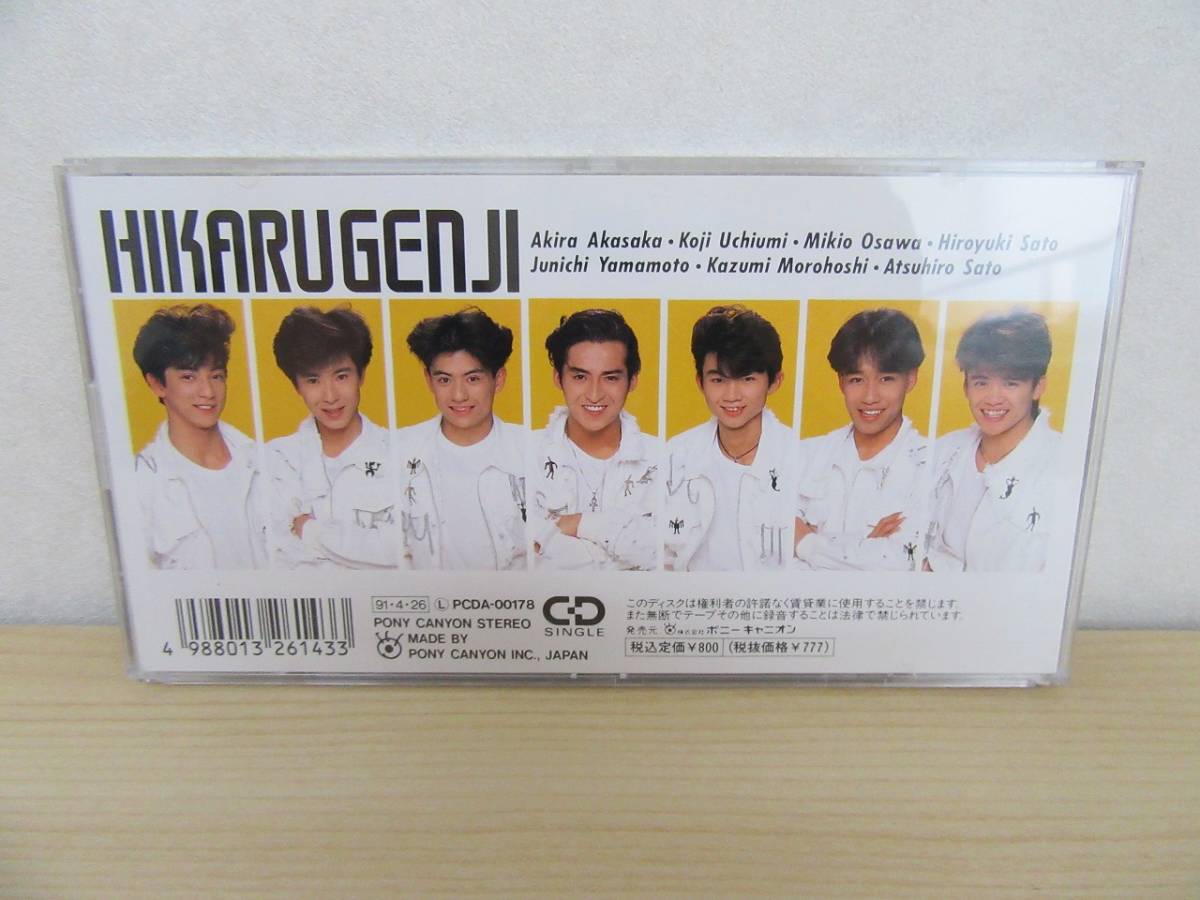 HIKARUGENJI
Akira Akasaka • Koji Uchiumi • Mikio Osawa • Hiroyuki Sato
Junichi Yamamoto • Kazumi Morohoshi • Atsuhiro Sato
4 988013 261433
91・4・26 Ⓛ PCDA-00178
PONY CANYON STEREO
MADE BY
PONY CANYON INC., JAPAN
CD
SINGLE
このディスクは権利者の許諾なく賃貸業に使用することを禁じます.
また無断でテープその他に録音することは法律で禁じられています.
発売元 株式会社 ポニーキャニオン
税込定価¥800 (税抜価格¥777)